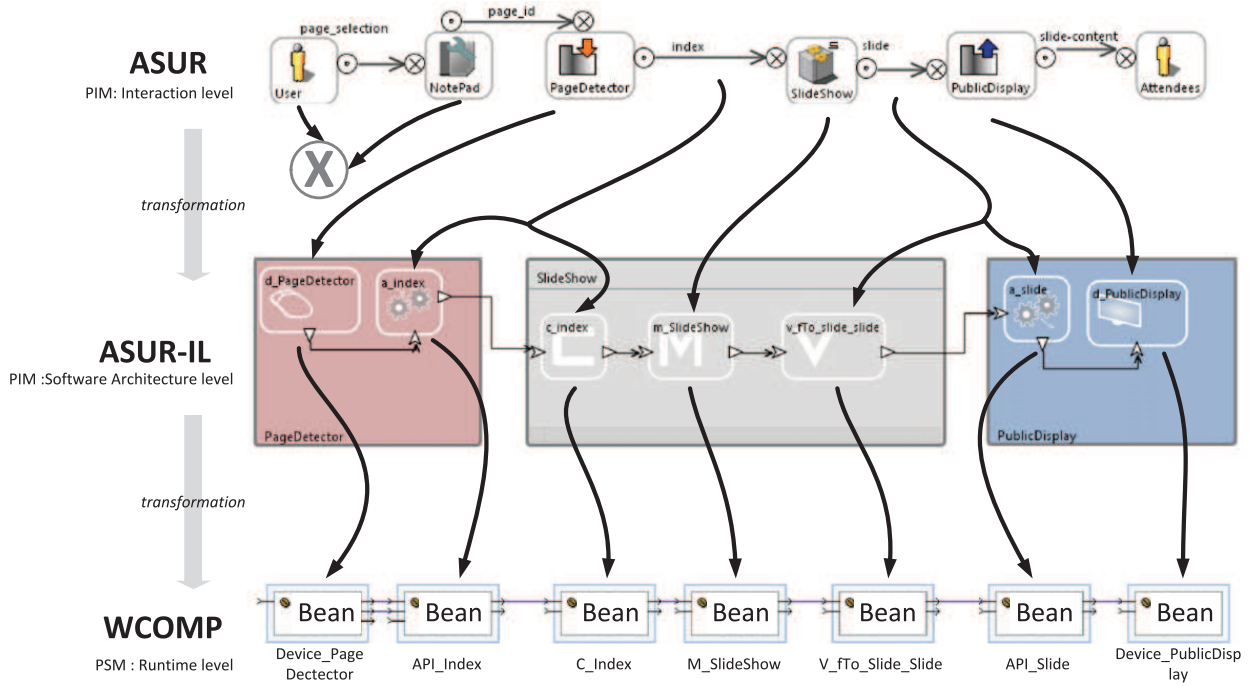 page_selection
page_id
index
slide
slide-content
ASUR
PIM: Interaction level
User
NotePad
PageDetector
SlideShow
PublicDisplay
Attendees
X
transformation
SlideShow
d_PageDetector
a_index
c_index
m_SlideShow
v_fTo_slide_slide
a_slide
d_PublicDisplay
C
M
V
ASUR-IL
PIM :Software Architecture level
PageDetector
PublicDisplay
transformation
WCOMP
PSM : Runtime level
Bean
Bean
Bean
Bean
Bean
Bean
Bean
Device_Page
Dectector
API_Index
C_Index
M_SlideShow
V_fTo_Slide_Slide
API_Slide
Device_PublicDisp
lay